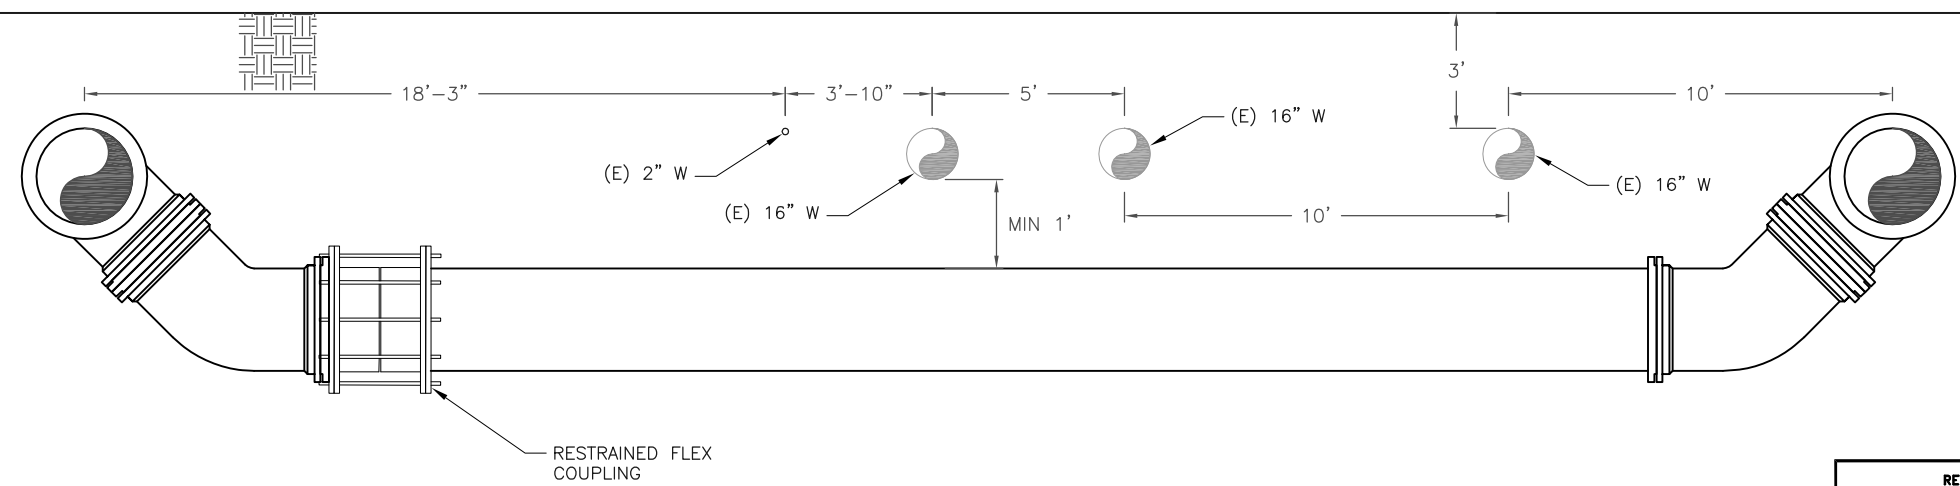 3'
18'-3"
3'-10"
5'
10'
(E) 16" W
(E) 2" W
(E) 16" W
(E) 16" W
10'
MIN 1'
RESTRAINED FLEX
COUPLING